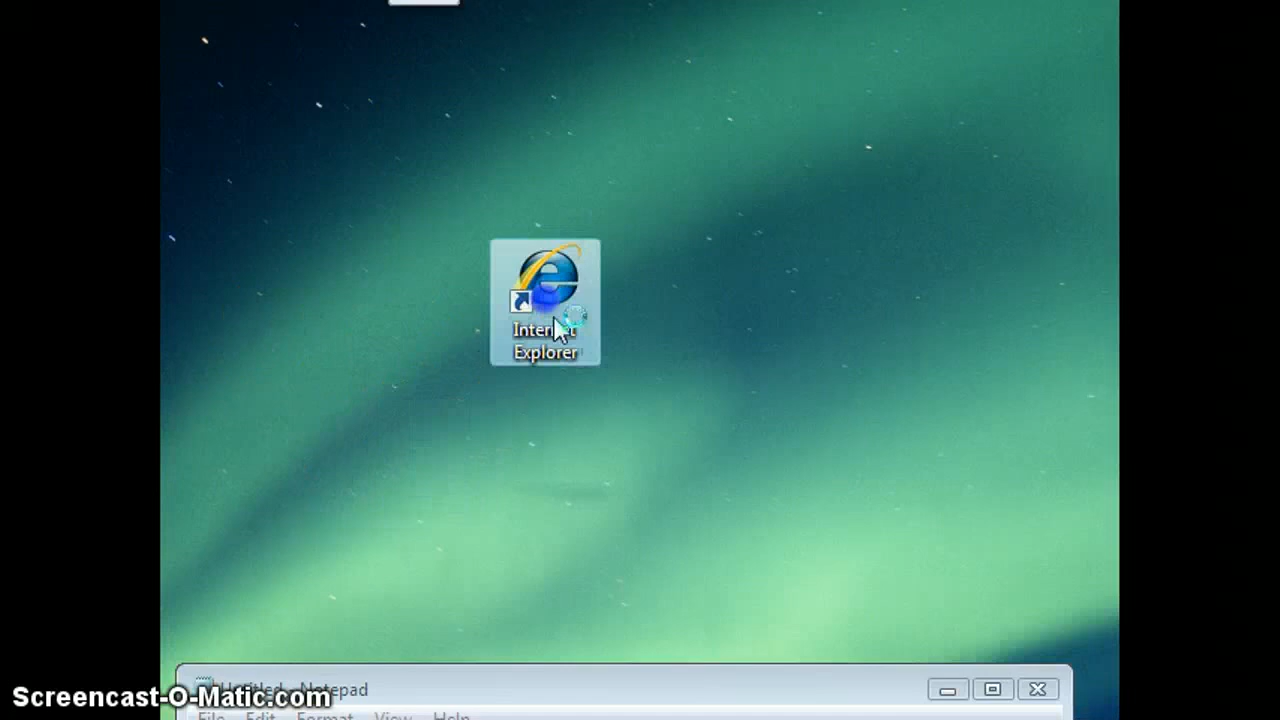 Internet
Explorer
Untitled - Notepad
File Edit Format View Help
Screencast-O-Matic.com